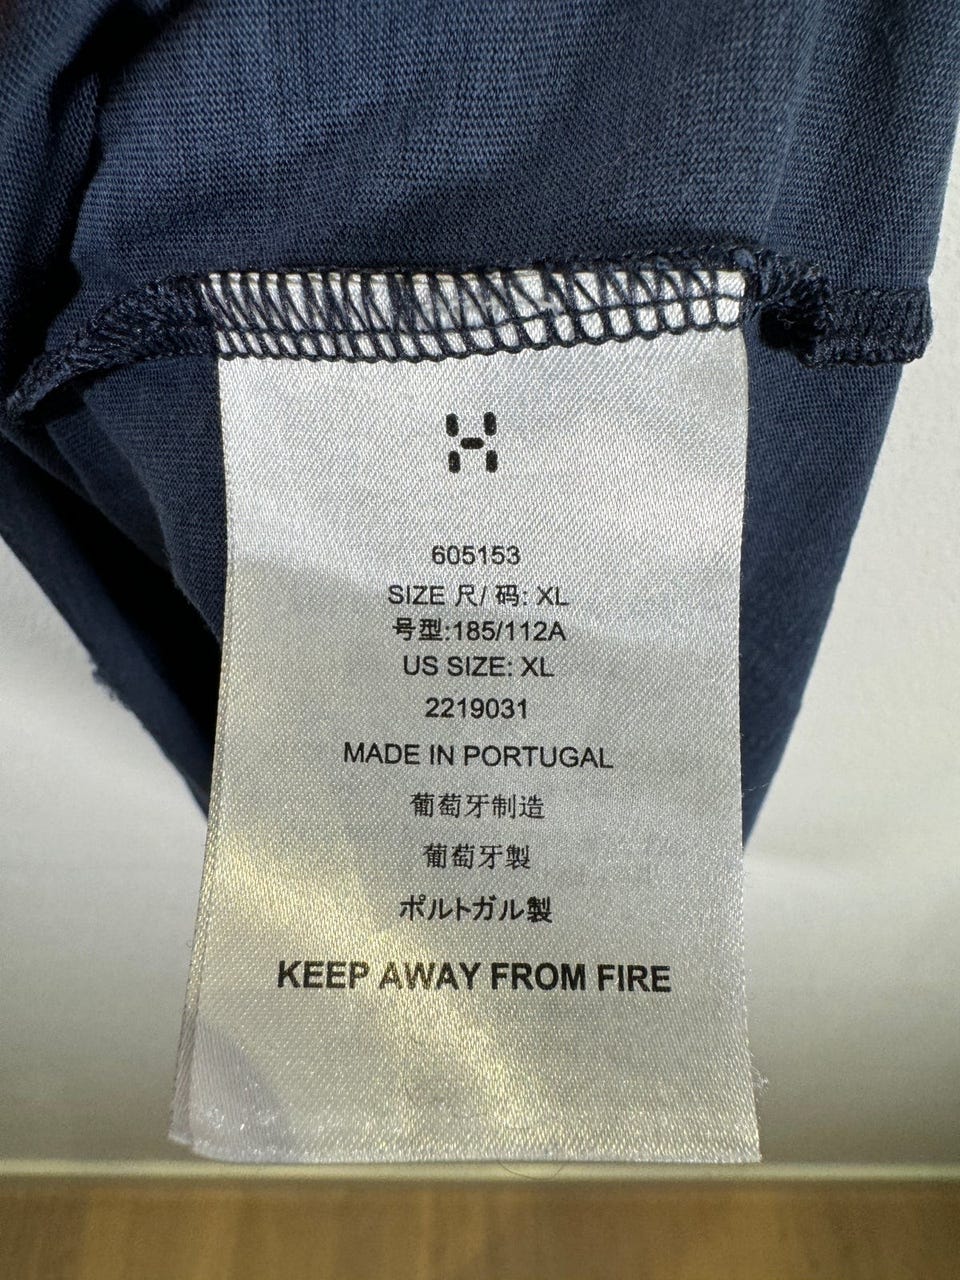 H
605153
SIZE 尺/ 码: XL
号型:185/112A
US SIZE: XL
2219031
MADE IN PORTUGAL
葡萄牙制造
葡萄牙製
ポルトガル製
KEEP AWAY FROM FIRE